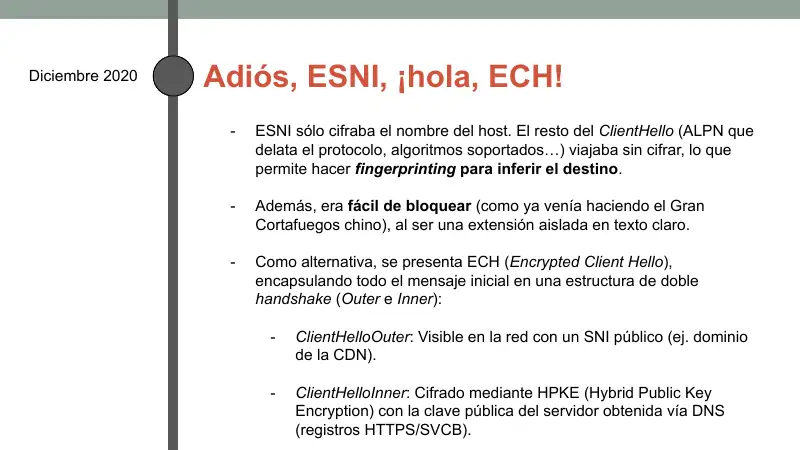 Diciembre 2020
Adiós, ESNI, ¡hola, ECH!
- ESNI sólo cifraba el nombre del host. El resto del ClientHello (ALPN que
delata el protocolo, algoritmos soportados…) viajaba sin cifrar, lo que
permite hacer fingerprinting para inferir el destino.
- Además, era fácil de bloquear (como ya venía haciendo el Gran
Cortafuegos chino), al ser una extensión aislada en texto claro.
- Como alternativa, se presenta ECH (Encrypted Client Hello),
encapsulando todo el mensaje inicial en una estructura de doble
handshake (Outer e Inner):
- ClientHelloOuter: Visible en la red con un SNI público (ej. dominio
de la CDN).
- ClientHelloInner: Cifrado mediante HPKE (Hybrid Public Key
Encryption) con la clave pública del servidor obtenida vía DNS
(registros HTTPS/SVCB).